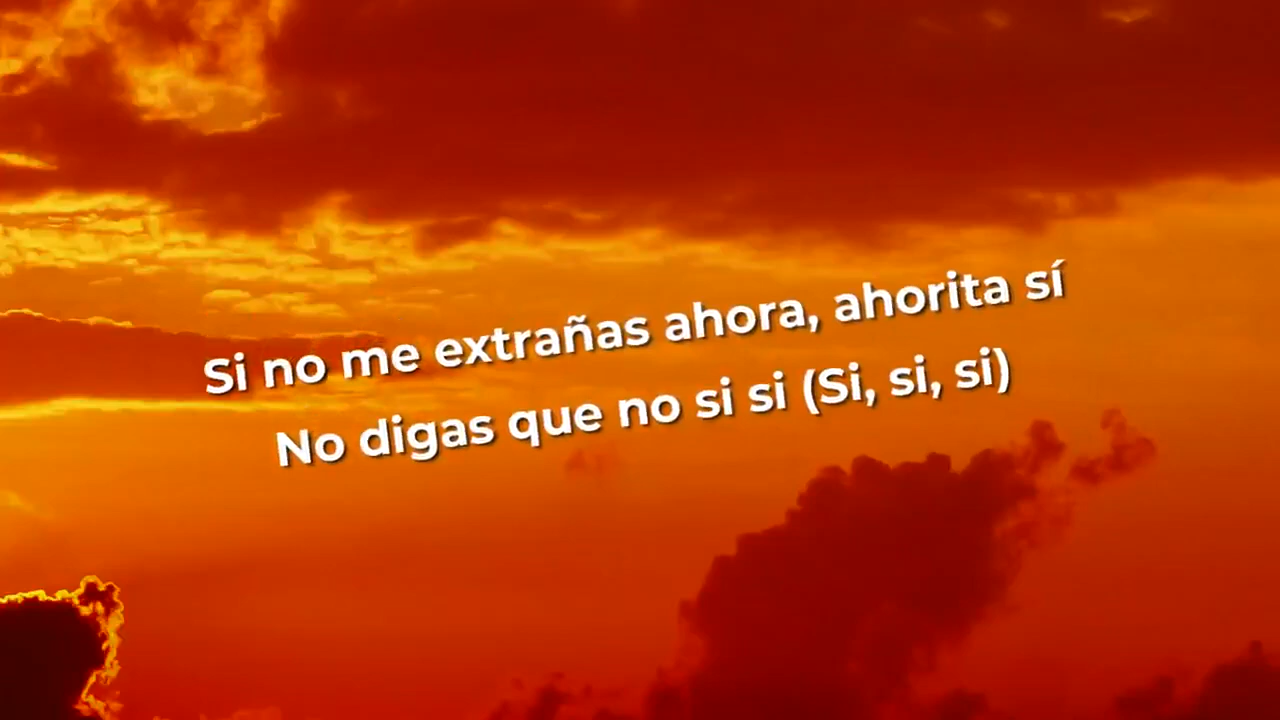 Si no me extrañas ahora, ahorita sí
No digas que no si si (Si, si, si)